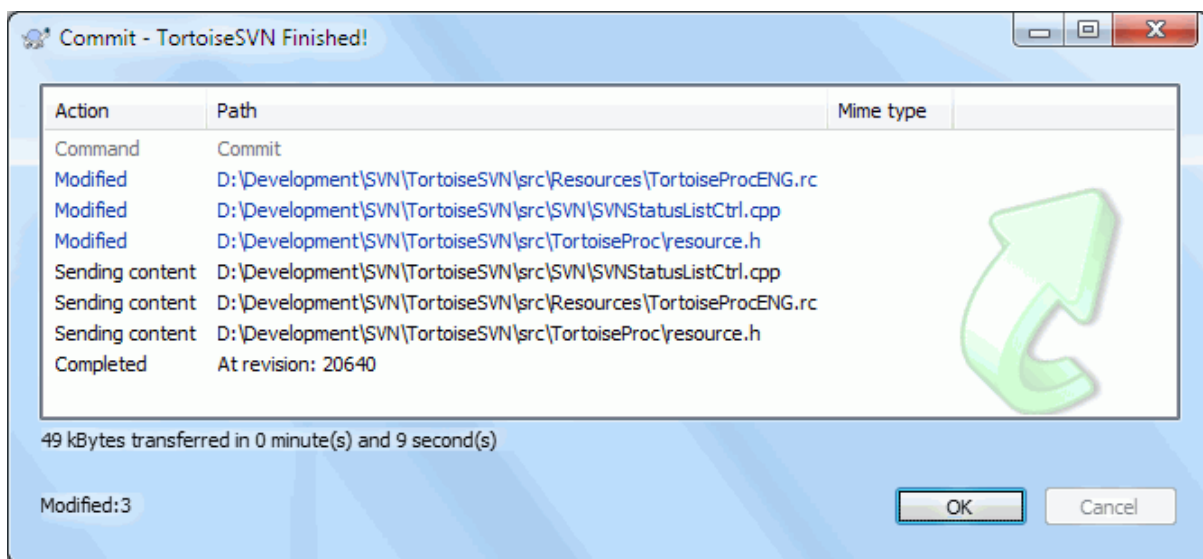 Commit - TortoiseSVN Finished!
Action Path Mime type
Command Commit
Modified D:\Development\SVN\TortoiseSVN\src\Resources\TortoiseProcENG.rc
Modified D:\Development\SVN\TortoiseSVN\src\SVN\SVNStatusListCtrl.cpp
Modified D:\Development\SVN\TortoiseSVN\src\TortoiseProc\resource.h
Sending content D:\Development\SVN\TortoiseSVN\src\SVN\SVNStatusListCtrl.cpp
Sending content D:\Development\SVN\TortoiseSVN\src\Resources\TortoiseProcENG.rc
Sending content D:\Development\SVN\TortoiseSVN\src\TortoiseProc\resource.h
Completed At revision: 20640
49 kBytes transferred in 0 minute(s) and 9 second(s)
Modified:3
OK Cancel